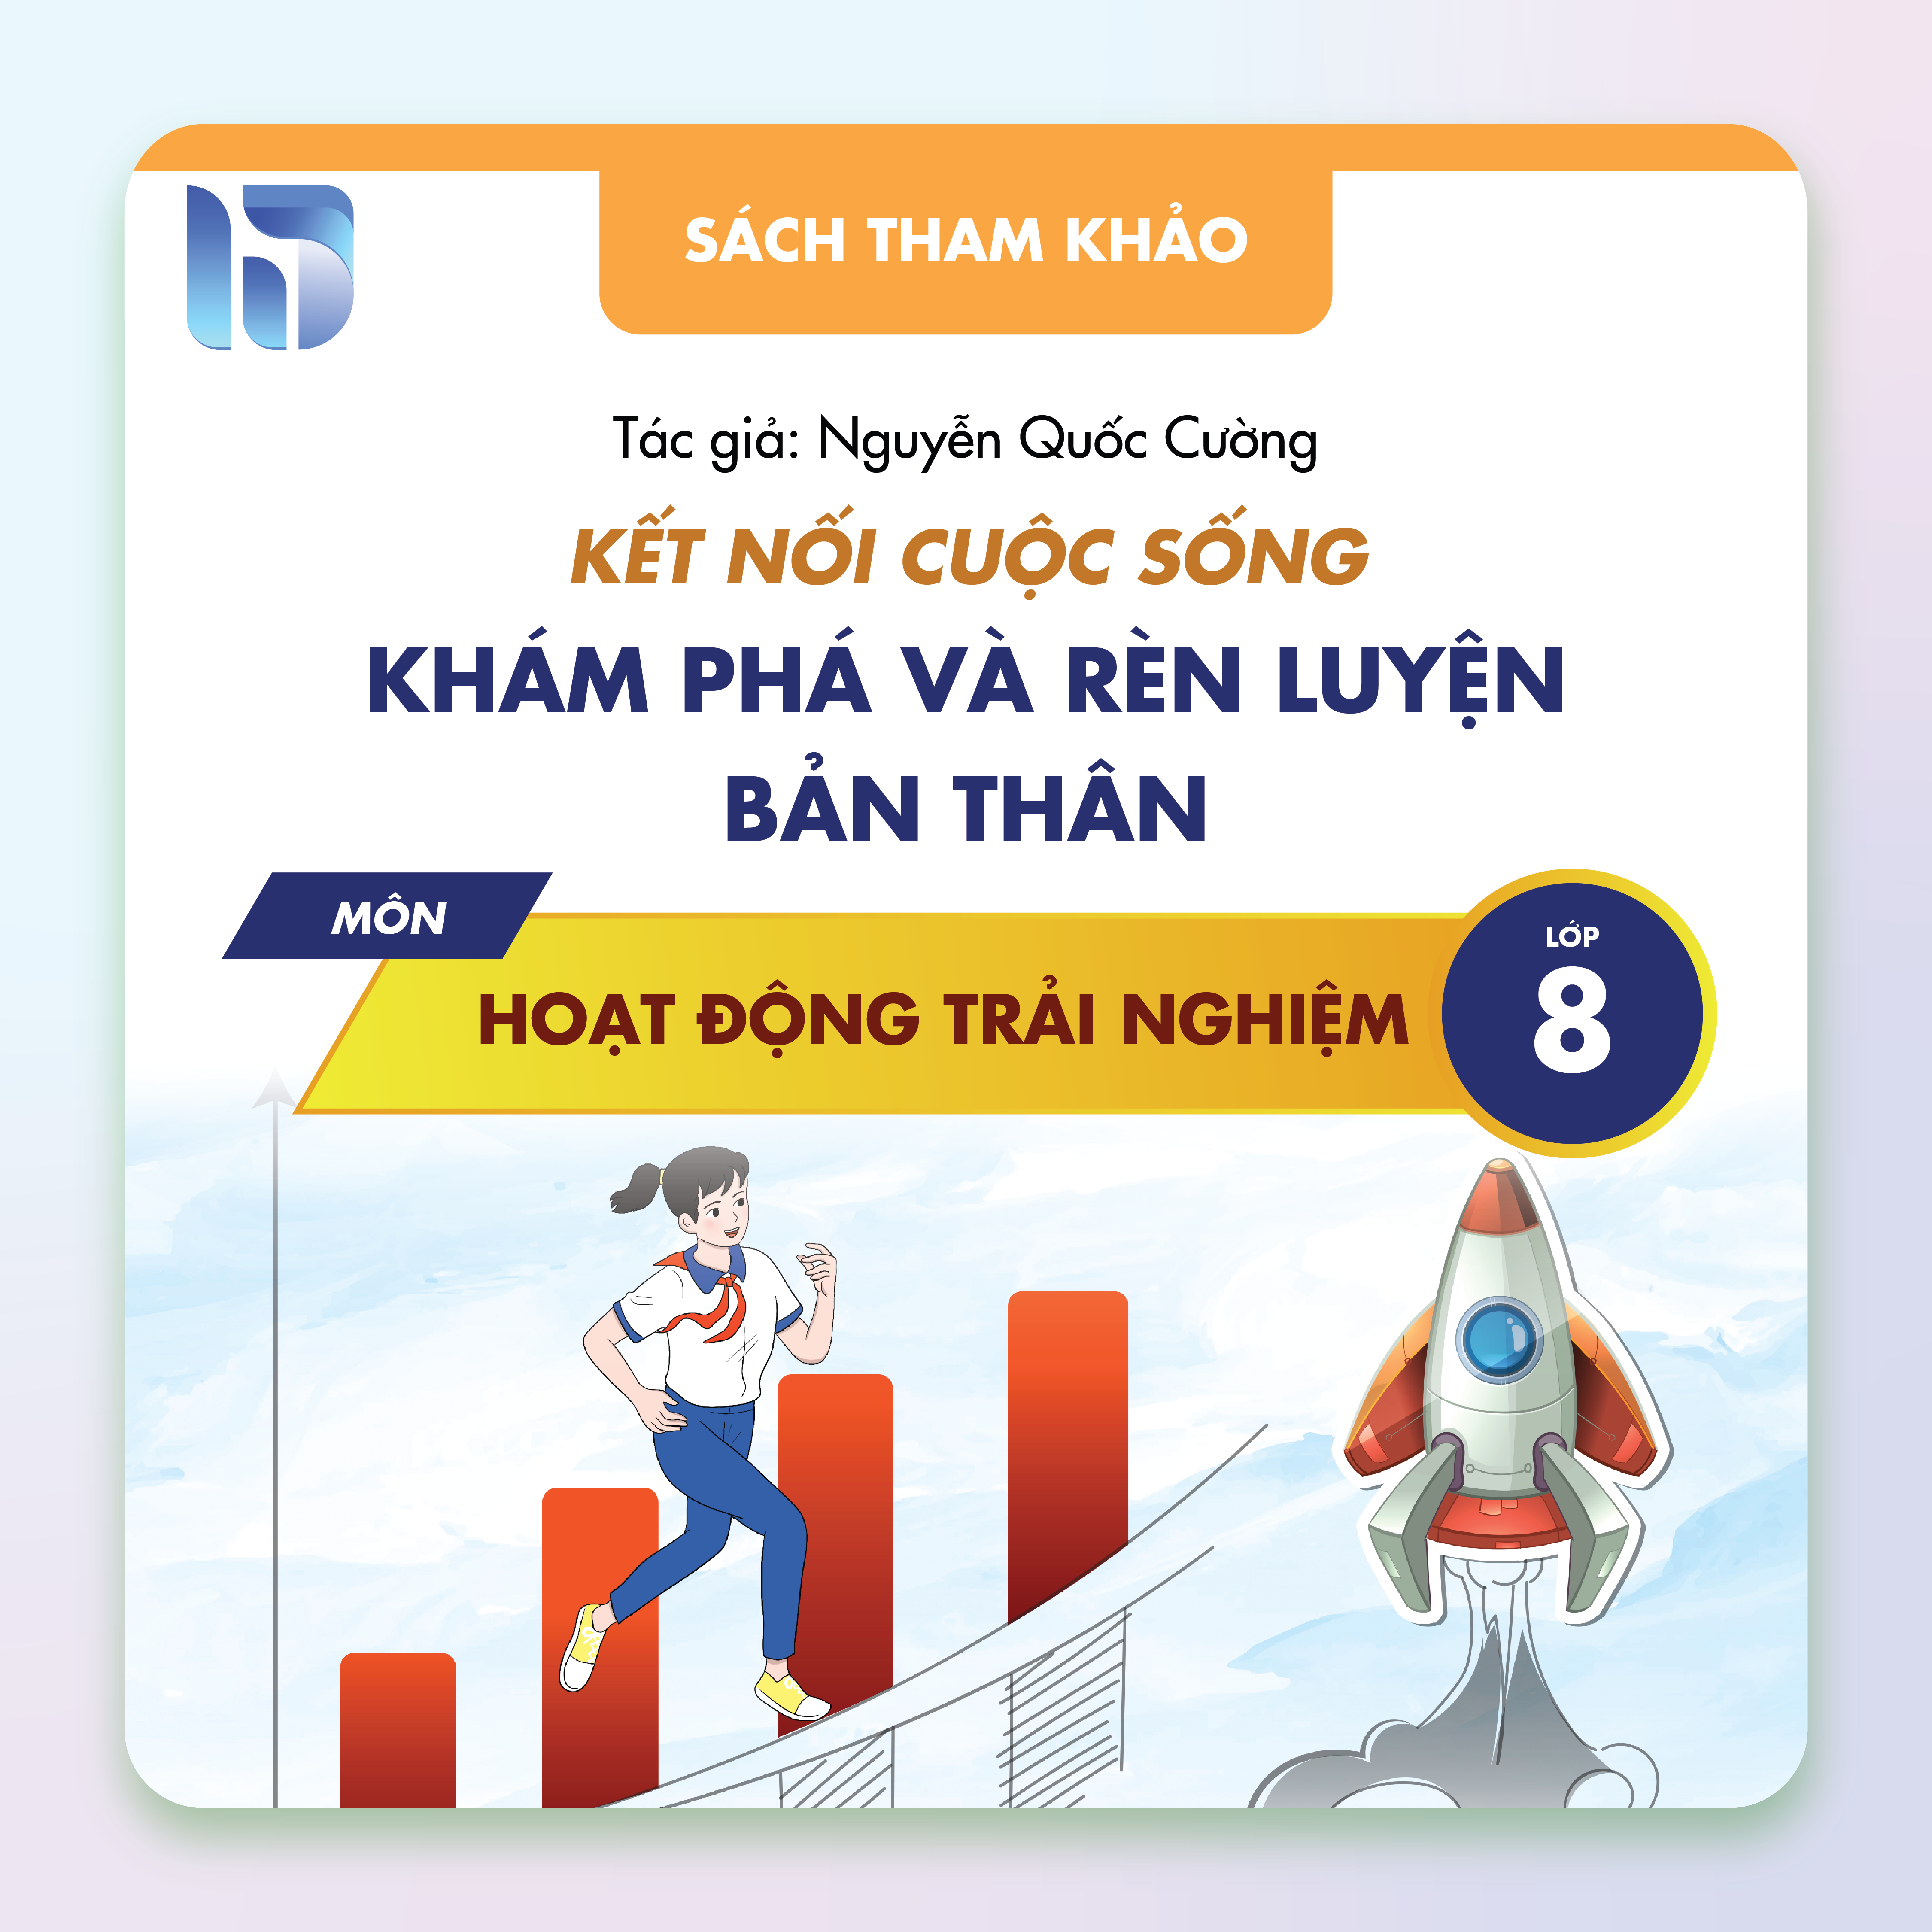 SÁCH THAM KHẢO
Tác giả: Nguyễn Quốc Cường
KẾT NỐI CUỘC SỐNG
KHÁM PHÁ VÀ RÈN LUYỆN
BẢN THÂN
MÔN
HOẠT ĐỘNG TRẢI NGHIỆM
LỚP
8